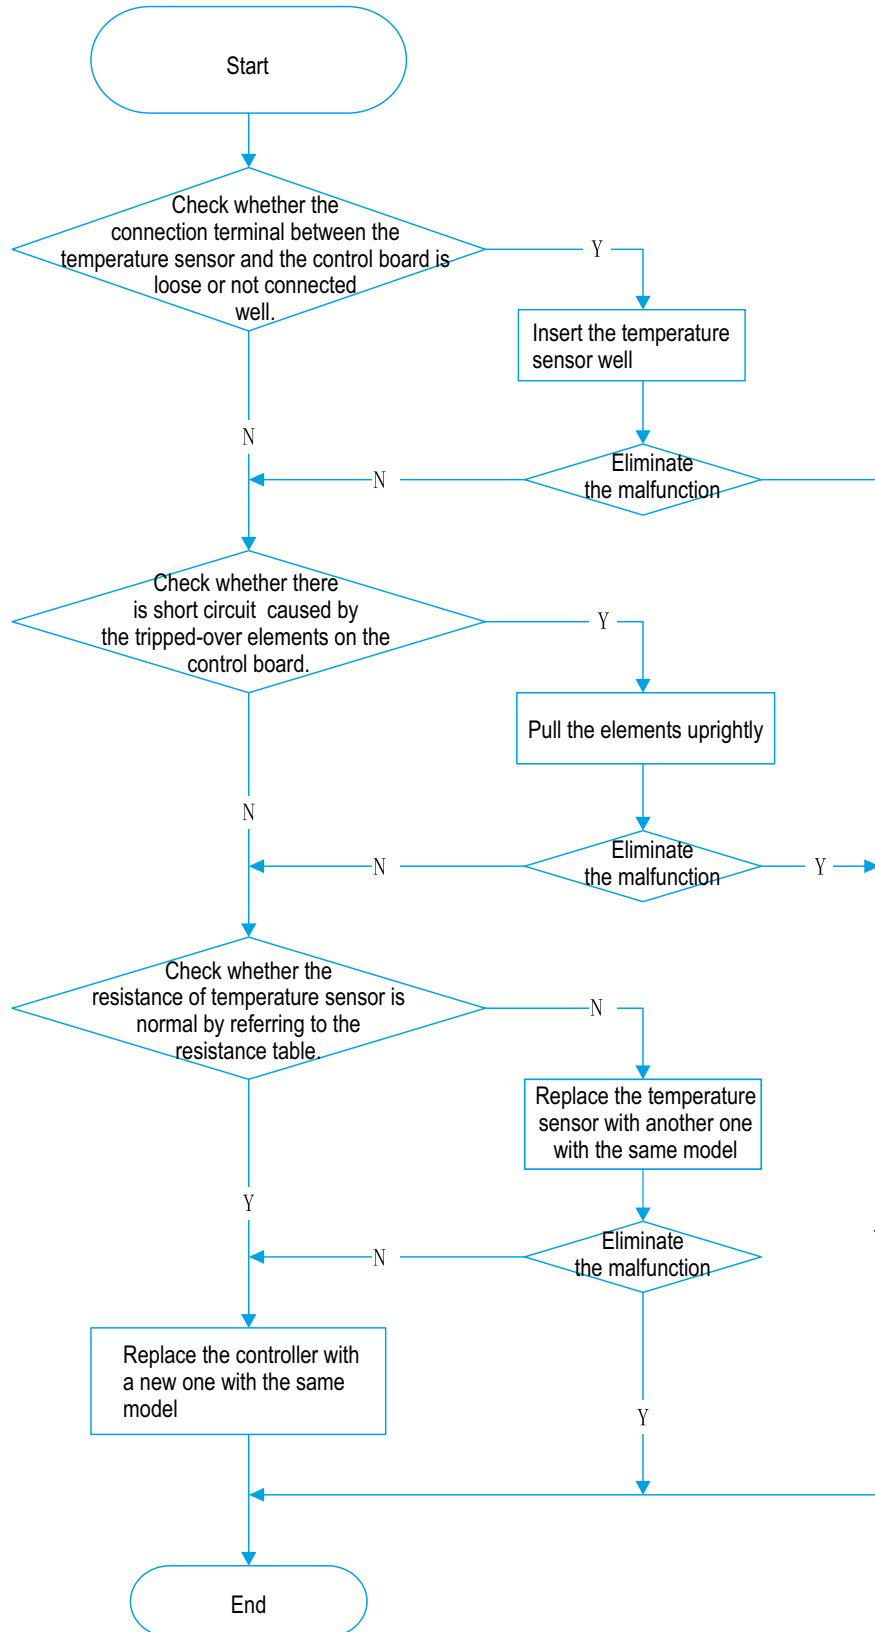 Start
Check whether the
connection terminal between the
temperature sensor and the control board is
loose or not connected
well.
Y
Insert the temperature
sensor well
N
Eliminate
the malfunction
N
Check whether there
is short circuit caused by
the tripped-over elements on the
control board.
Y
Pull the elements uprightly
N
Eliminate
the malfunction
N
Y
Check whether the
resistance of temperature sensor is
normal by referring to the
resistance table.
N
Replace the temperature
sensor with another one
with the same model
Y
Eliminate
the malfunction
N
Replace the controller with
a new one with the same
model
Y
End